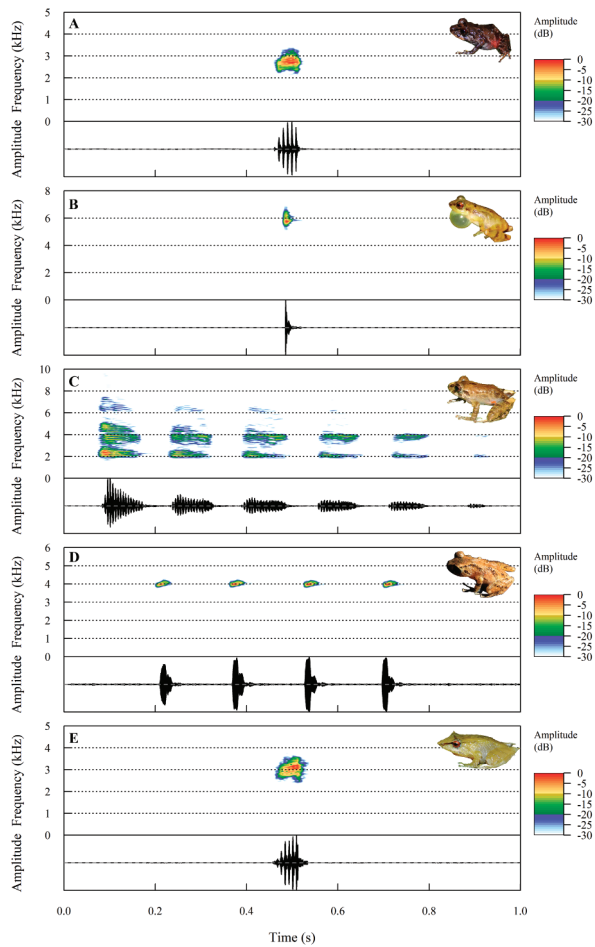 A
Frequency (kHz)
5
4
3
2
1
0
Amplitude
Amplitude
(dB)
0
-5
-10
-15
-20
-25
-30
B
Frequency (kHz)
8
6
4
2
0
Amplitude
Amplitude
(dB)
0
-5
-10
-15
-20
-25
-30
C
Frequency (kHz)
10
8
6
4
2
0
Amplitude
Amplitude
(dB)
0
-5
-10
-15
-20
-25
-30
D
Frequency (kHz)
6
5
4
3
2
1
0
Amplitude
Amplitude
(dB)
0
-5
-10
-15
-20
-25
-30
E
Frequency (kHz)
5
4
3
2
1
0
Amplitude
Amplitude
(dB)
0
-5
-10
-15
-20
-25
-30
0.0 0.2 0.4 0.6 0.8 1.0
Time (s)